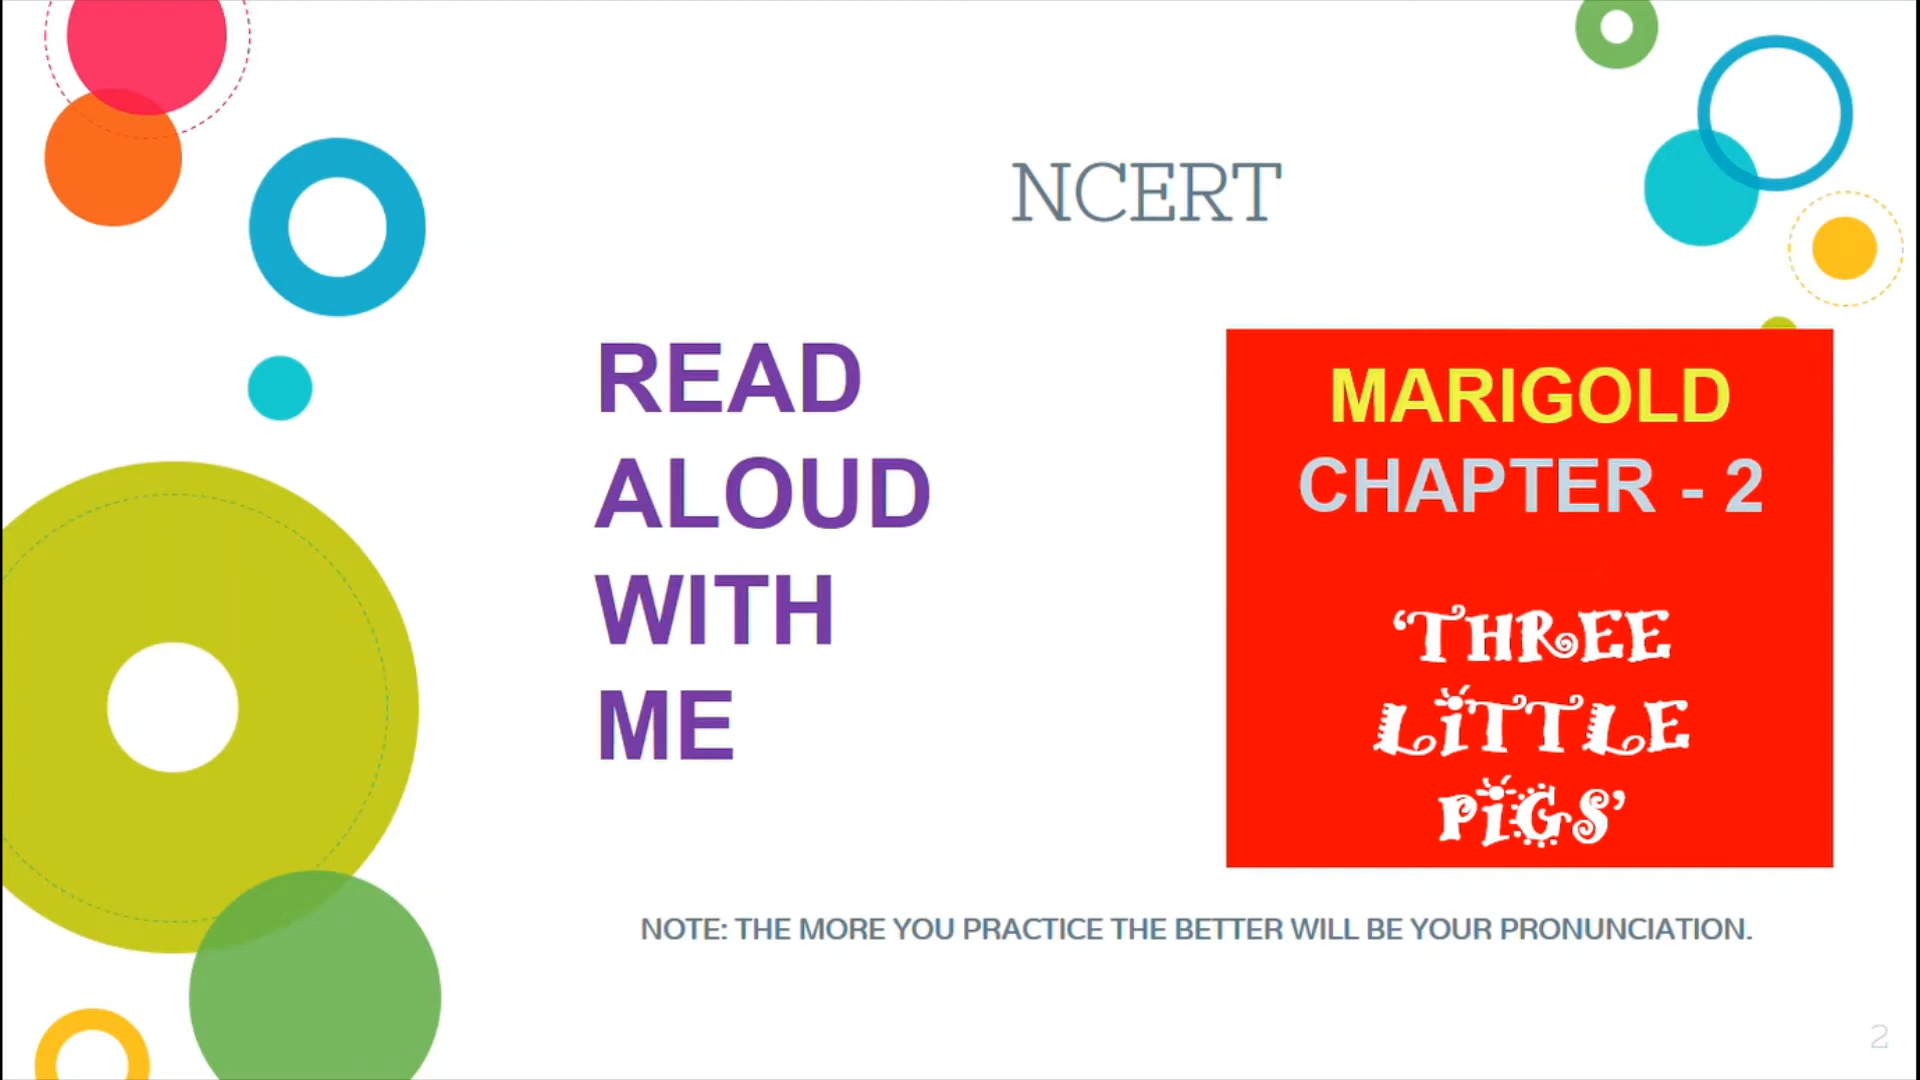 NCERT
READ
ALOUD
WITH
ME
MARIGOLD
CHAPTER - 2
‘THREE
LiTTLE
PiGS’
NOTE: THE MORE YOU PRACTICE THE BETTER WILL BE YOUR PRONUNCIATION.
2